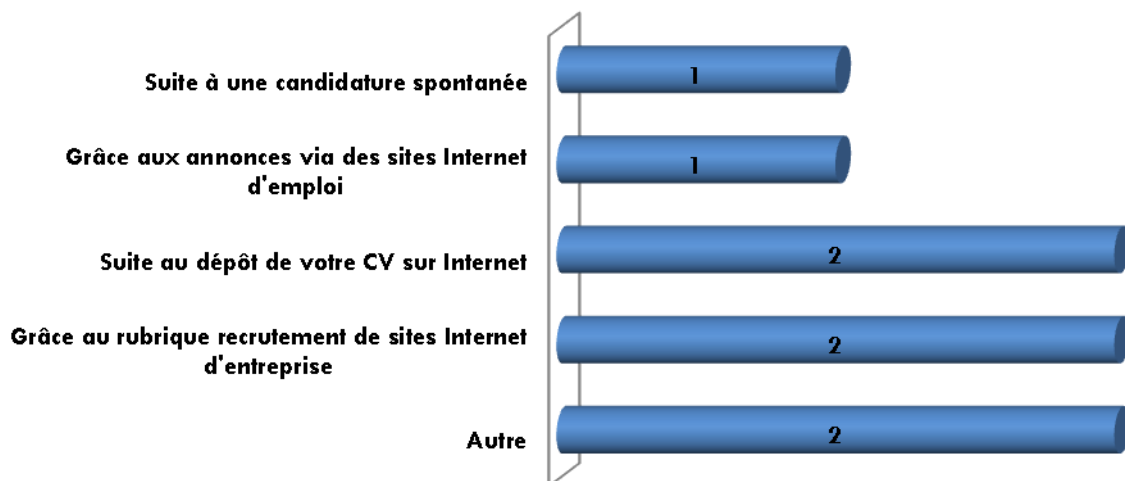 Suite à une candidature spontanée
1
Grâce aux annonces via des sites Internet
d'emploi
1
Suite au dépôt de votre CV sur Internet
2
Grâce au rubrique recrutement de sites Internet
d'entreprise
2
Autre
2